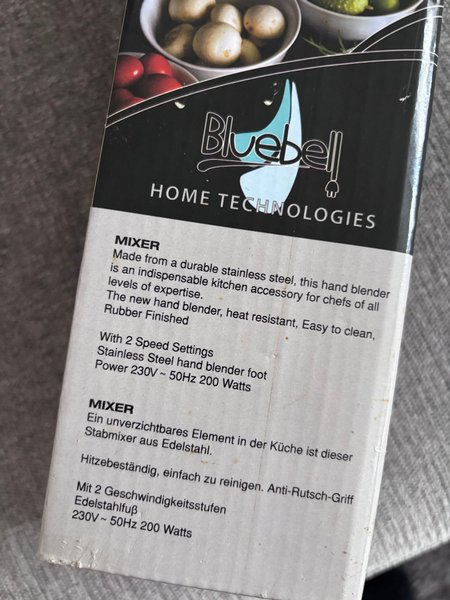 Bluebell
HOME TECHNOLOGIES
MIXER
Made from a durable stainless steel, this hand blender
is an indispensable kitchen accessory for chefs of all
levels of expertise.
The new hand blender, heat resistant, Easy to clean,
Rubber Finished
With 2 Speed Settings
Stainless Steel hand blender foot
Power 230V ~ 50Hz 200 Watts
MIXER
Ein unverzichtbares Element in der Küche ist dieser
Stabmixer aus Edelstahl.
Hitzebeständig, einfach zu reinigen. Anti-Rutsch-Griff
Mit 2 Geschwindigkeitsstufen
Edelstahlfuß
230V ~ 50Hz 200 Watts